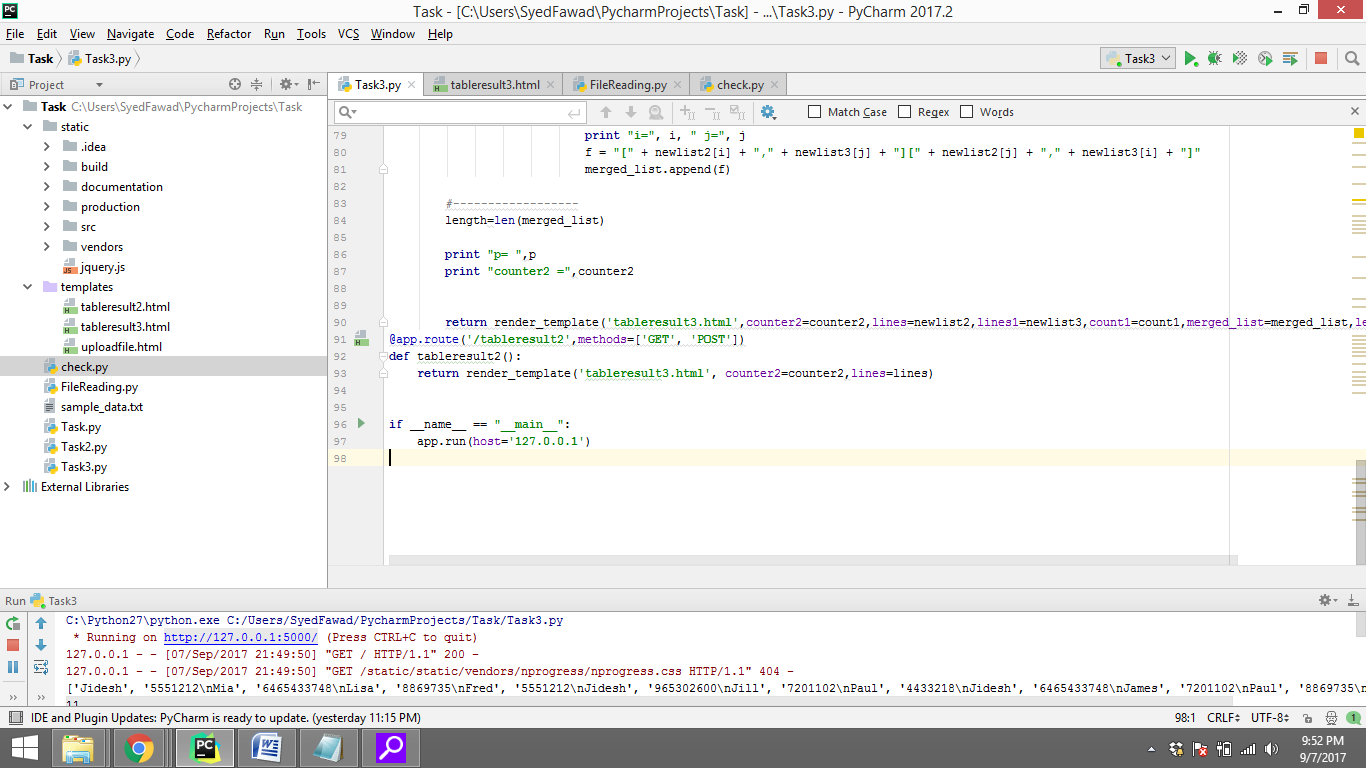 Task - [C:\Users\SyedFawad\PycharmProjects\Task] - ...\Task3.py - PyCharm 2017.2
File Edit View Navigate Code Refactor Run Tools VCS Window Help
Task Task3.py Task3
Project
Task3.py tableresult3.html FileReading.py check.py
Match Case Regex Words
Task C:\Users\SyedFawad\PycharmProjects\Task
static
.idea
build
documentation
production
src
vendors
jquery.js
templates
tableresult2.html
tableresult3.html
uploadfile.html
check.py
FileReading.py
sample_data.txt
Task.py
Task2.py
Task3.py
External Libraries
79 print "i=", i, " j=", j
80 f = "[" + newlist2[i] + "," + newlist3[j] + "][" + newlist2[j] + "," + newlist3[i] + "]"
81 merged_list.append(f)
82
83 #------------------
84 length=len(merged_list)
85
86 print "p= ",p
87 print "counter2 =",counter2
88
89
90 return render_template('tableresult3.html',counter2=counter2,lines=newlist2,lines1=newlist3,count1=count1,merged_list=merged_list,le
91 @app.route('/tableresult2',methods=['GET', 'POST'])
92 def tableresult2():
93 return render_template('tableresult3.html', counter2=counter2,lines=lines)
94
95
96 if __name__ == "__main__":
97 app.run(host='127.0.0.1')
98
Run Task3
C:\Python27\python.exe C:/Users/SyedFawad/PycharmProjects/Task/Task3.py
* Running on http://127.0.0.1:5000/ (Press CTRL+C to quit)
127.0.0.1 - - [07/Sep/2017 21:49:50] "GET / HTTP/1.1" 200 -
127.0.0.1 - - [07/Sep/2017 21:49:50] "GET /static/static/vendors/nprogress/nprogress.css HTTP/1.1" 404 -
['Jidesh', '5551212\nMia', '6465433748\nLisa', '8869735\nFred', '5551212\nJidesh', '965302600\nJill', '7201102\nPaul', '4433218\nJidesh', '6465433748\nJames', '7201102\nPaul', '8869735\n
11
IDE and Plugin Updates: PyCharm is ready to update. (yesterday 11:15 PM) 98:1 CRLF UTF-8 1
9:52 PM
9/7/2017